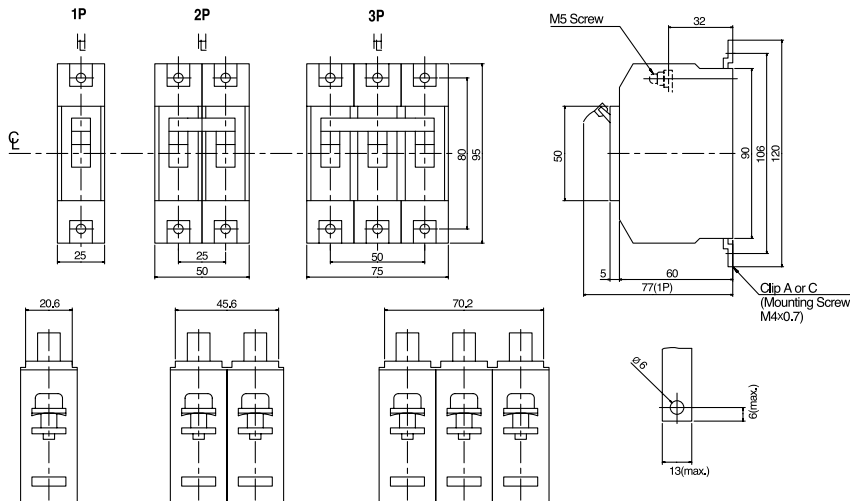 1P
2P
3P
℄
25
25
50
50
75
80
95
M5 Screw
32
50
90
106
120
5
60
77(1P)
Clip A or C
(Mounting Screw
M4×0.7)
20.6
45.6
70.2
ø6
6(max.)
13(max.)